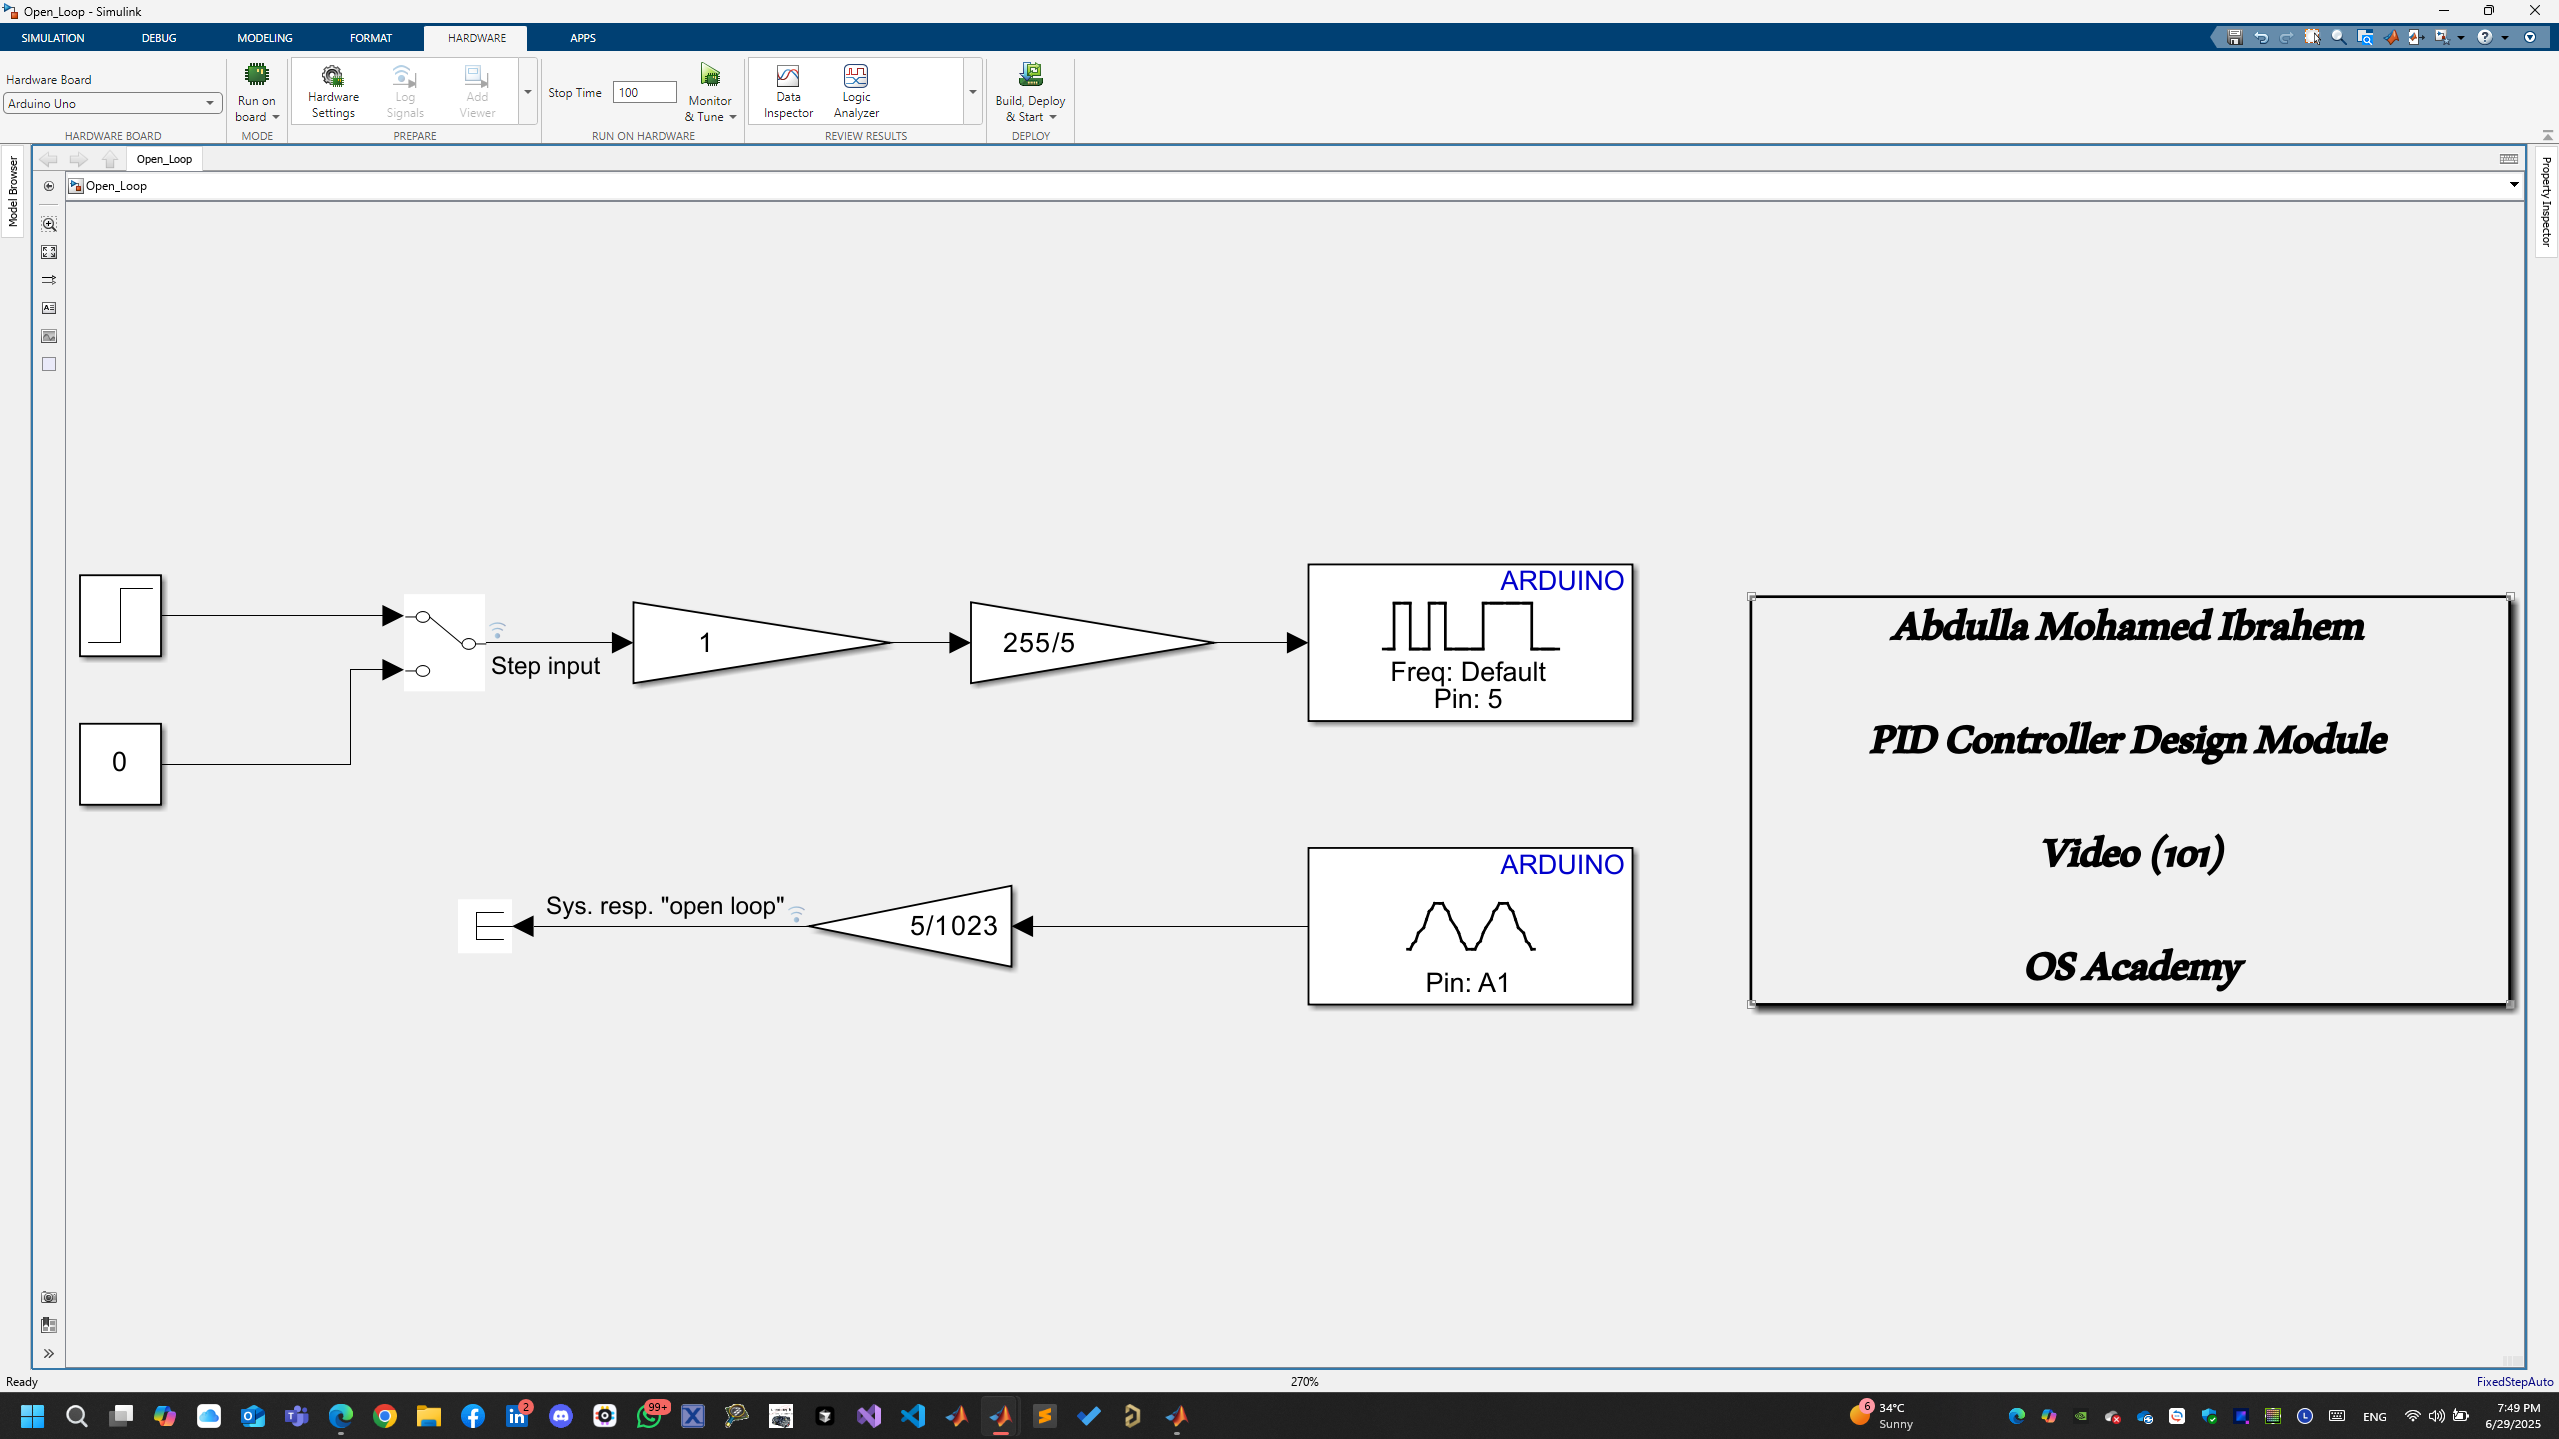 Open_Loop - Simulink
SIMULATION DEBUG MODELING FORMAT HARDWARE APPS
Hardware Board
Arduino Uno
HARDWARE BOARD
Run on
board
MODE
Hardware
Settings
Log
Signals
Add
Viewer
PREPARE
Stop Time 100
Monitor
& Tune
RUN ON HARDWARE
Data
Inspector
Logic
Analyzer
REVIEW RESULTS
Build, Deploy
& Start
DEPLOY
Model Browser
Open_Loop
Open_Loop
Property Inspector
Step input
1
255/5
ARDUINO
Freq: Default
Pin: 5
0
Sys. resp. "open loop"
5/1023
ARDUINO
Pin: A1
Abdulla Mohamed Ibrahem
PID Controller Design Module
Video (101)
OS Academy
Ready 270% FixedStepAuto
2
99+
6
34°C
Sunny
ENG
7:49 PM
6/29/2025